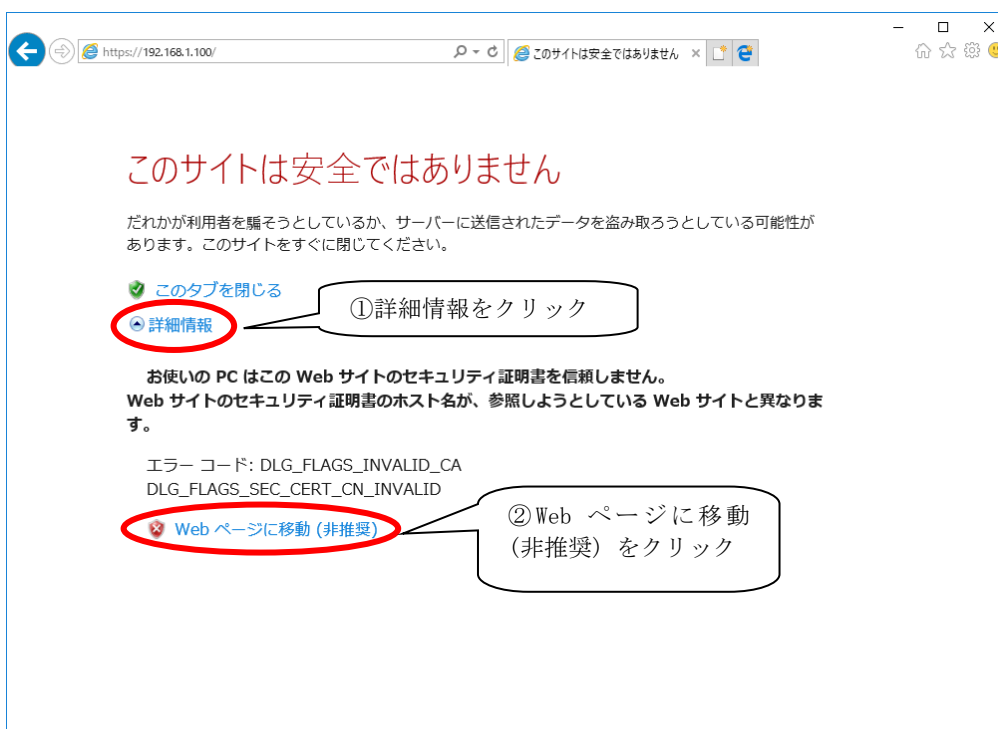 https://192.168.1.100/
このサイトは安全ではありません
このサイトは安全ではありません
だれかが利用者を騙そうとしているか、サーバーに送信されたデータを盗み取ろうとしている可能性が
あります。このサイトをすぐに閉じてください。
このタブを閉じる
①詳細情報をクリック
詳細情報
お使いの PC はこの Web サイトのセキュリティ証明書を信頼しません。
Web サイトのセキュリティ証明書のホスト名が、参照しようとしている Web サイトと異なりま
す。
エラー コード: DLG_FLAGS_INVALID_CA
DLG_FLAGS_SEC_CERT_CN_INVALID
②Web ページに移動
(非推奨) をクリック
Web ページに移動 (非推奨)